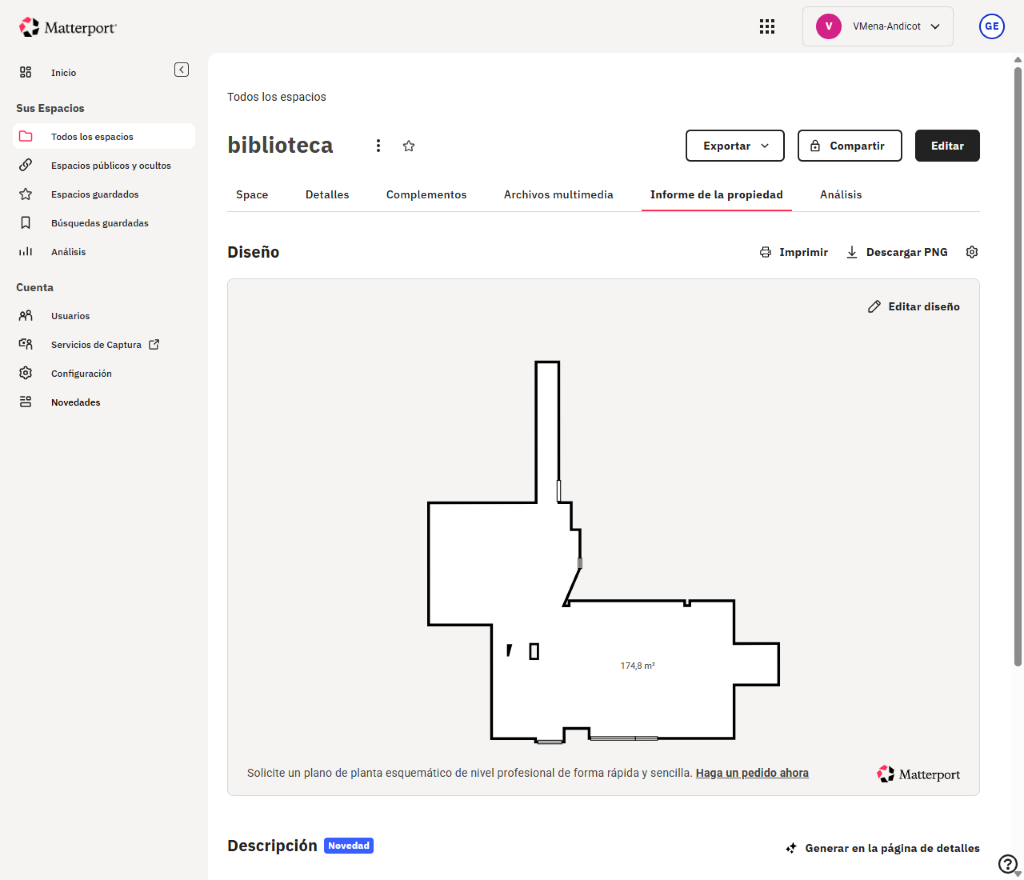 Matterport
V
VMena-Andicot
GE
Inicio
Sus Espacios
Todos los espacios
Espacios públicos y ocultos
Espacios guardados
Búsquedas guardadas
Análisis
Cuenta
Usuarios
Servicios de Captura
Configuración
Novedades
Todos los espacios
biblioteca
Exportar
Compartir
Editar
Space
Detalles
Complementos
Archivos multimedia
Informe de la propiedad
Análisis
Diseño
Imprimir
Descargar PNG
Editar diseño
174,8 m²
Solicite un plano de planta esquemático de nivel profesional de forma rápida y sencilla. Haga un pedido ahora
Matterport
Descripción
Novedad
Generar en la página de detalles